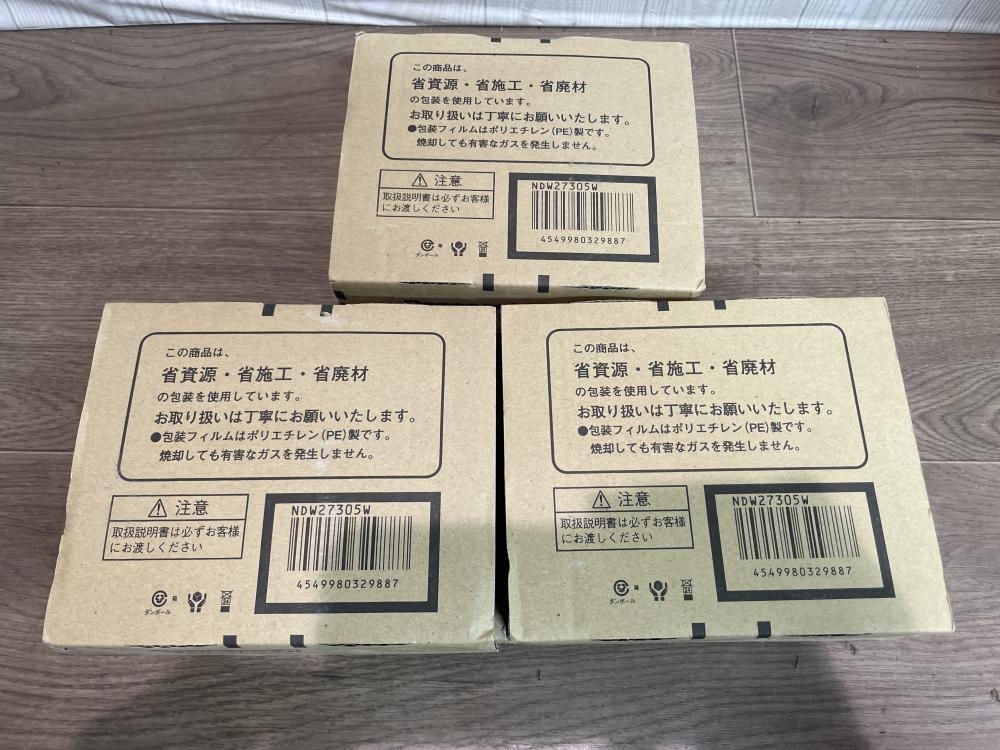 この商品は、
省資源・省施工・省廃材
の包装を使用しています。
お取り扱いは丁寧にお願いいたします。
●包装フィルムはポリエチレン(PE)製です。
焼却しても有害なガスを発生しません。
注意
取扱説明書は必ずお客様
にお渡しください
NDW27305W
4549980329887
ダンボール
この商品は、
省資源・省施工・省廃材
の包装を使用しています。
お取り扱いは丁寧にお願いいたします。
●包装フィルムはポリエチレン(PE)製です。
焼却しても有害なガスを発生しません。
注意
取扱説明書は必ずお客様
にお渡しください
NDW27305W
4549980329887
箱
ダンボール
24
この商品は、
省資源・省施工・省廃材
の包装を使用しています。
お取り扱いは丁寧にお願いいたします。
●包装フィルムはポリエチレン(PE)製です。
焼却しても有害なガスを発生しません。
注意
取扱説明書は必ずお客様
にお渡しください
NDW27305W
4549980329887
箱
ダンボール
24